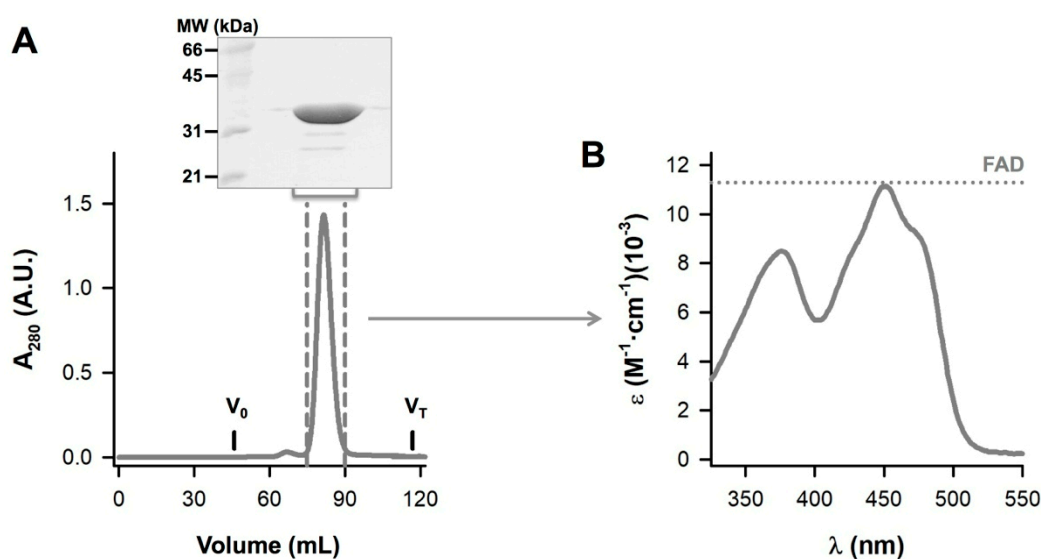 A
MW (kDa)
66
45
31
21
1.5
1.0
0.5
0.0
A₂₈₀ (A.U.)
V₀
V_T
0 30 60 90 120
Volume (mL)
B
FAD
12
10
8
6
4
2
0
ε (M⁻¹·cm⁻¹)(10⁻³)
350 400 450 500 550
λ (nm)